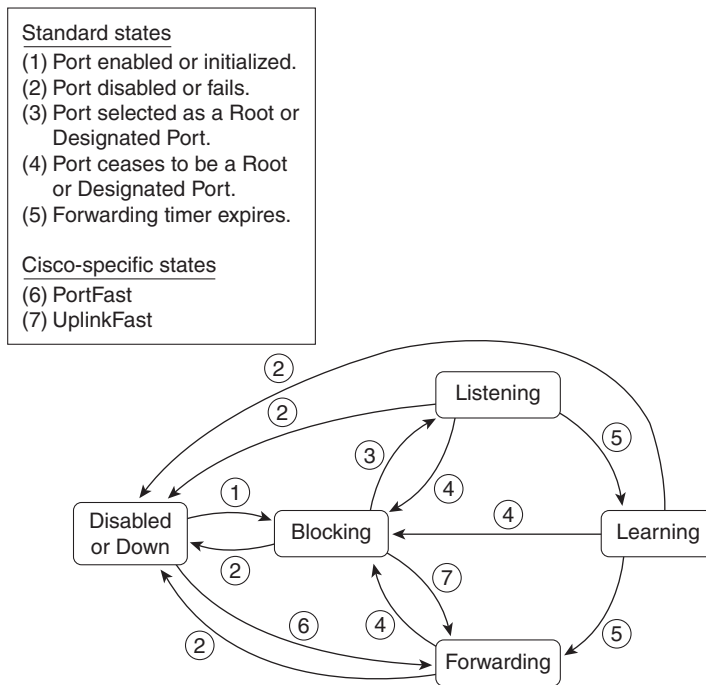 Standard states
(1) Port enabled or initialized.
(2) Port disabled or fails.
(3) Port selected as a Root or
Designated Port.
(4) Port ceases to be a Root
or Designated Port.
(5) Forwarding timer expires.
Cisco-specific states
(6) PortFast
(7) UplinkFast
2
Listening
2
5
3
4
1
Disabled
or Down
Blocking
4
Learning
2
7
6
4
5
2
Forwarding